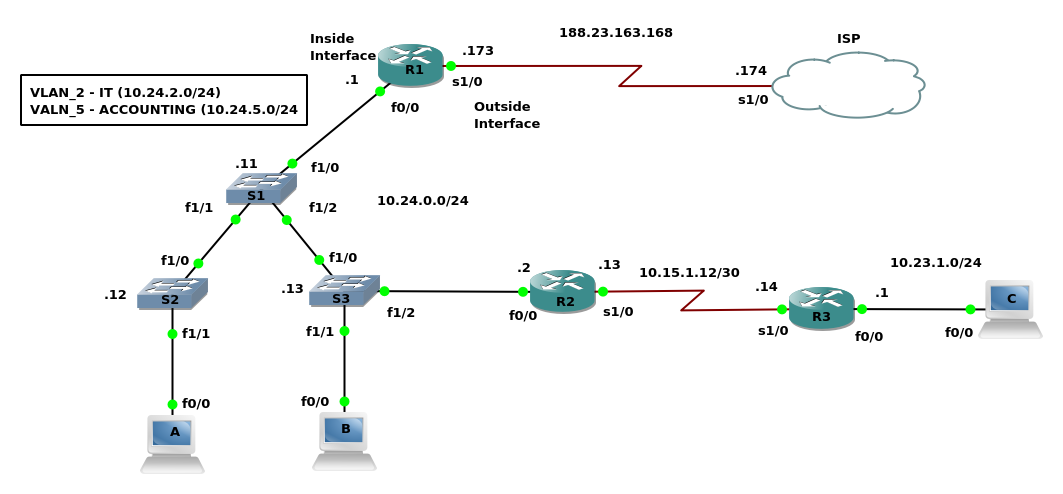 188.23.163.168
ISP
Inside
Interface
R1
.173
.174
s1/0
s1/0
.1
f0/0
Outside
Interface
VLAN_2 - IT (10.24.2.0/24)
VALN_5 - ACCOUNTING (10.24.5.0/24
.11
f1/0
S1
f1/1
f1/2
10.24.0.0/24
f1/0
f1/0
.12
S2
.13
S3
f1/2
.2
.13
R2
f0/0
s1/0
10.15.1.12/30
10.23.1.0/24
.14
.1
R3
s1/0
f0/0
f0/0
C
f1/1
f1/1
f0/0
f0/0
A
B